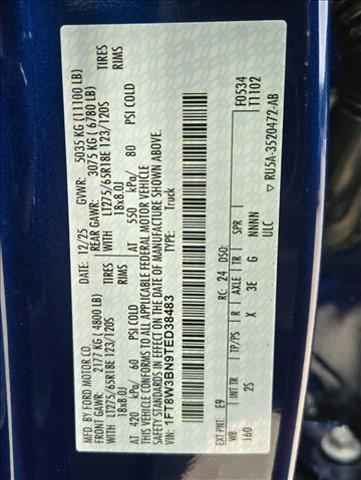 MFD. BY FORD MOTOR CO.
DATE: 12/25 GVWR: 5035 KG (11100 LB)
FRONT GAWR: REAR GAWR:
2177 KG ( 4800 LB) 3075 KG ( 6780 LB)
WITH WITH
LT275/65R18E 123/120S TIRES LT275/65R18E 123/120S TIRES
18x8.0J RIMS 18x8.0J RIMS
AT 420 kPa/ 60 PSI COLD AT 550 kPa/ 80 PSI COLD
THIS VEHICLE CONFORMS TO ALL APPLICABLE FEDERAL MOTOR VEHICLE
SAFETY STANDARDS IN EFFECT ON THE DATE OF MANUFACTURE SHOWN ABOVE.
VIN: 1FT8W3BN9TED38483
TYPE: Truck
F0534
T1102
EXT PNT: E9 RC: 24 DSO:
WB INT TR TP/PS R AXLE TR SPR
160 2S X 3E G NNNN
ULC
▽ RU5A-3520472-AB